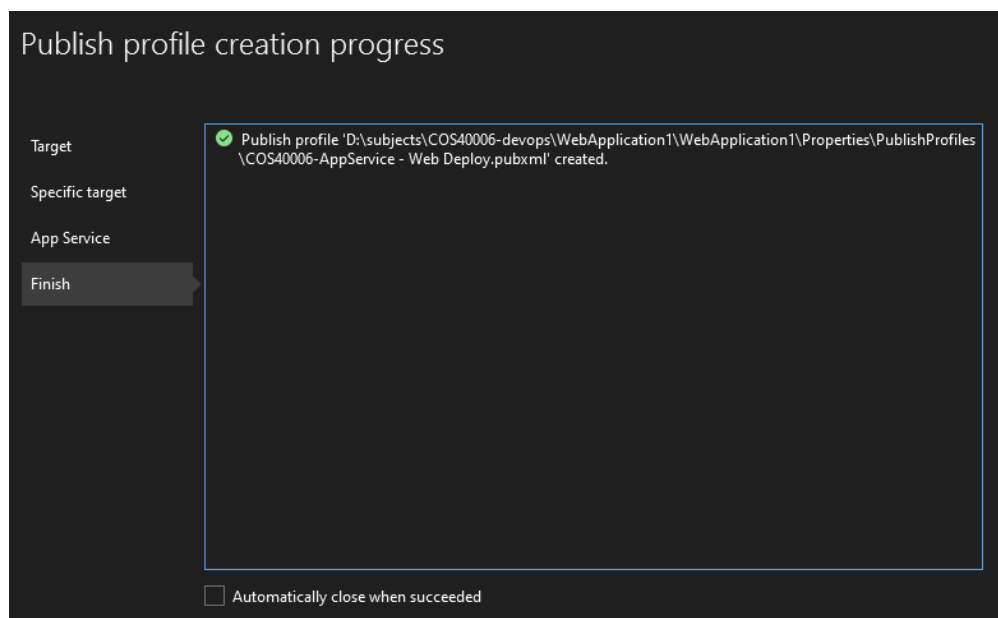 Publish profile creation progress
Target
Specific target
App Service
Finish
Publish profile 'D:\subjects\COS40006-devops\WebApplication1\WebApplication1\Properties\PublishProfiles
\COS40006-AppService - Web Deploy.pubxml' created.
Automatically close when succeeded